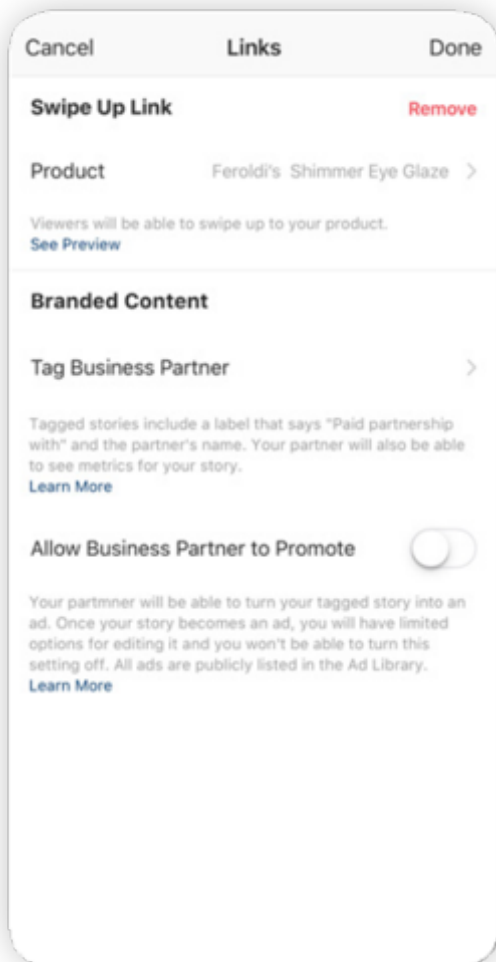 Cancel Links Done
Swipe Up Link Remove
Product Feroldi's Shimmer Eye Glaze
Viewers will be able to swipe up to your product.
See Preview
Branded Content
Tag Business Partner
Tagged stories include a label that says "Paid partnership
with" and the partner's name. Your partner will also be able
to see metrics for your story.
Learn More
Allow Business Partner to Promote
Your partmner will be able to turn your tagged story into an
ad. Once your story becomes an ad, you will have limited
options for editing it and you won't be able to turn this
setting off. All ads are publicly listed in the Ad Library.
Learn More